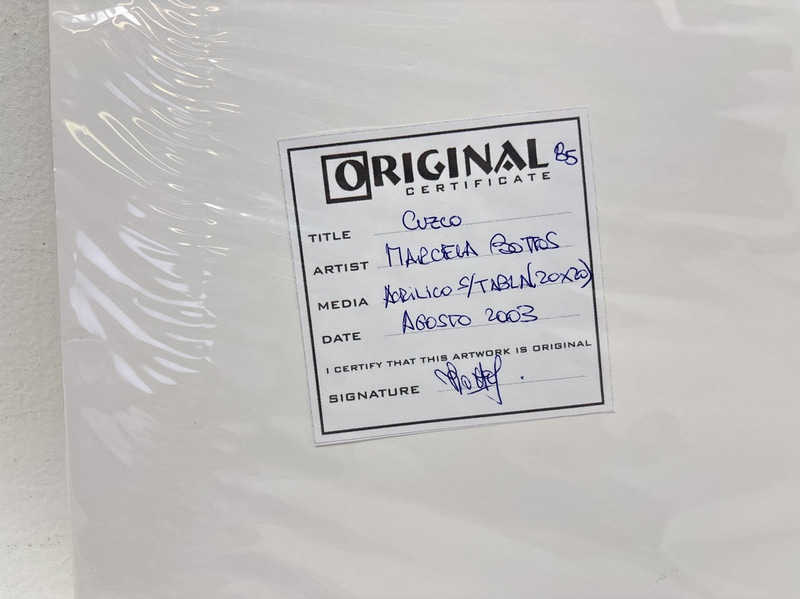 ORIGINAL 85
CERTIFICATE
TITLE CUZCO
ARTIST MARCELA BOTTOS
MEDIA ACRILICO S/TABLA(20X20)
DATE AGOSTO 2003
I CERTIFY THAT THIS ARTWORK IS ORIGINAL
SIGNATURE